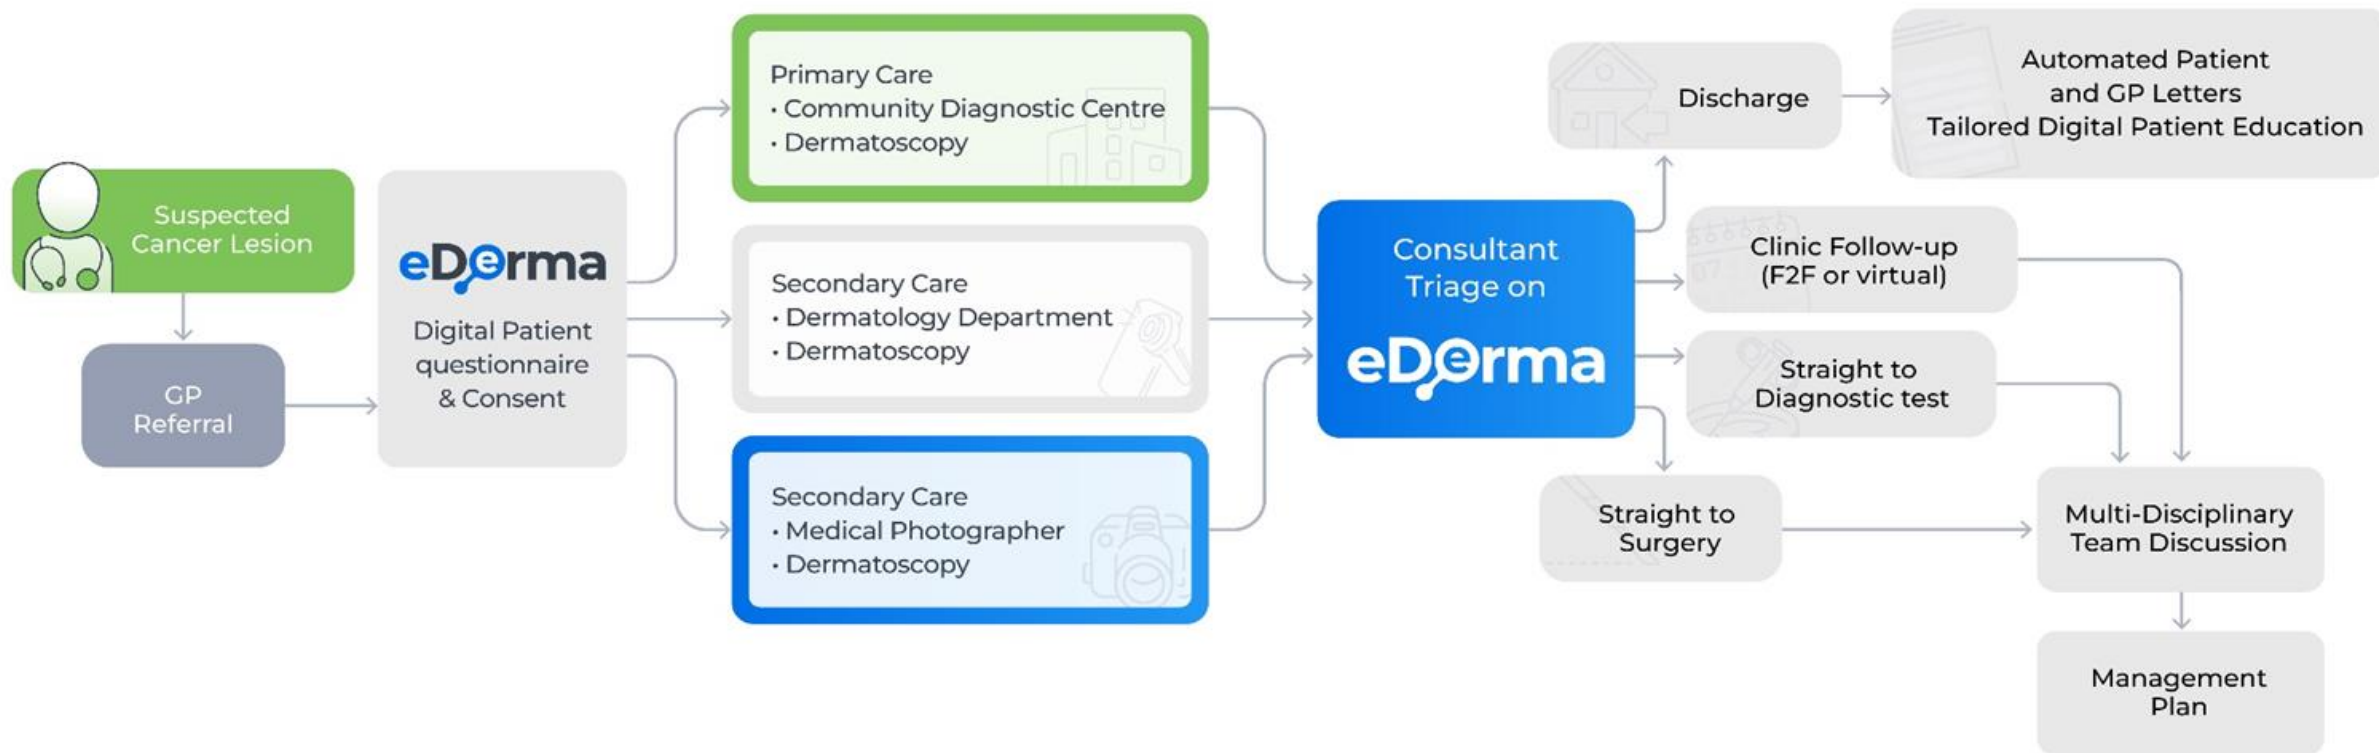 Suspected
Cancer Lesion
GP
Referral
eDerma
Digital Patient
questionnaire
& Consent
Primary Care
· Community Diagnostic Centre
· Dermatoscopy
Secondary Care
· Dermatology Department
· Dermatoscopy
Secondary Care
· Medical Photographer
· Dermatoscopy
Consultant
Triage on
eDerma
Discharge
Automated Patient
and GP Letters
Tailored Digital Patient Education
07
Clinic Follow-up
(F2F or virtual)
Straight to
Diagnostic test
Straight to
Surgery
Multi-Disciplinary
Team Discussion
Management
Plan